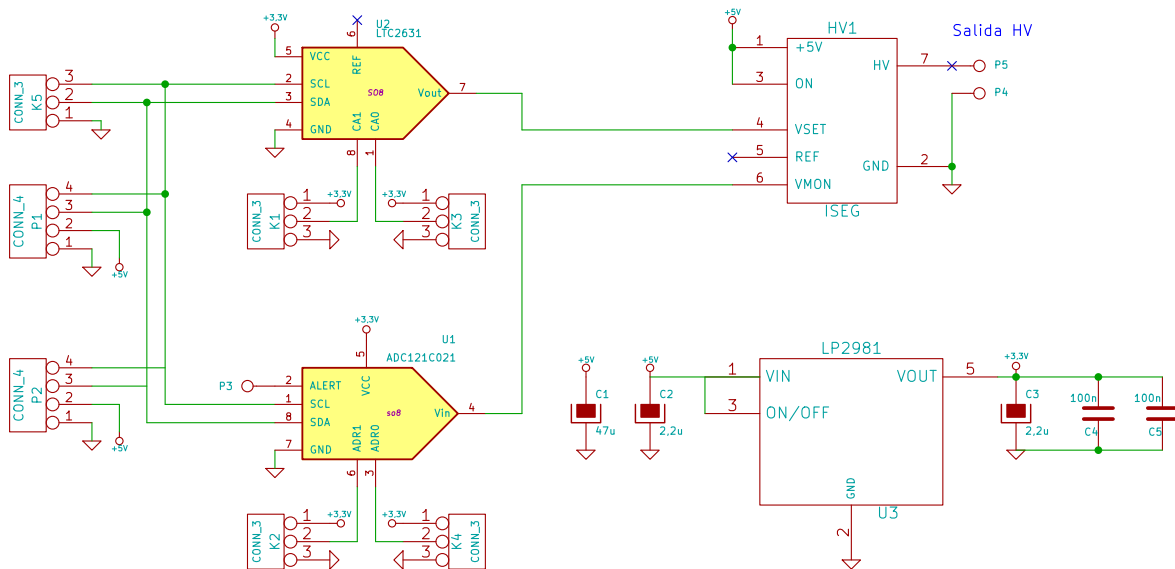 +3,3V
U2
LTC2631
6
REF
5
VCC
2
SCL
3
SDA
4
GND
S08
Vout
7
CA1
CA0
8
1
CONN_3
K5
3
2
1
CONN_4
P1
4
3
2
1
+5V
CONN_3
K1
1
2
3
+3,3V
+3,3V
1
2
3
K3
CONN_3
+5V
HV1
Salida HV
1
+5V
3
ON
4
VSET
5
REF
6
VMON
HV
7
P5
P4
GND
2
ISEG
CONN_4
P2
4
3
2
1
+5V
+3,3V
U1
ADC121C021
5
VCC
P3
2
ALERT
1
SCL
8
SDA
7
GND
so8
Vin
4
ADR1
ADR0
6
3
CONN_3
K2
1
2
3
+3,3V
+3,3V
1
2
3
K4
CONN_3
+5V
C1
47u
+5V
C2
2,2u
LP2981
1
VIN
3
ON/OFF
VOUT
5
GND
2
U3
+3,3V
C3
2,2u
100n
C4
100n
C5